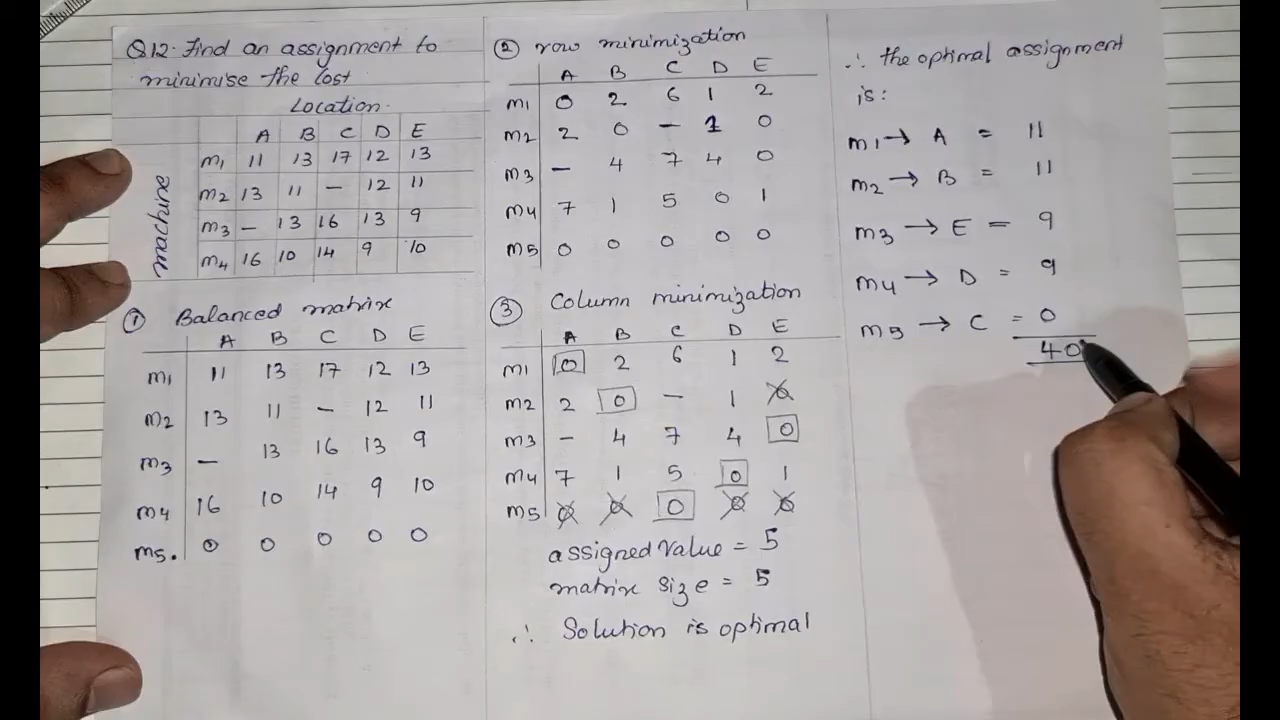 Q.12. Find an assignment to
minimise the cost
Location
A B C D E
machine
m1 11 13 17 12 13
m2 13 11 - 12 11
m3 - 13 16 13 9
m4 16 10 14 9 10
① Balanced matrix
A B C D E
m1 11 13 17 12 13
m2 13 11 - 12 11
m3 - 13 16 13 9
m4 16 10 14 9 10
m5. 0 0 0 0 0
② row minimization
A B C D E
m1 0 2 6 1 2
m2 2 0 - 1 0
m3 - 4 7 4 0
m4 7 1 5 0 1
m5 0 0 0 0 0
③ Column minimization
A B C D E
m1 0 2 6 1 2
m2 2 0 - 1 0
m3 - 4 7 4 0
m4 7 1 5 0 1
m5 0 0 0 0 0
assigned value = 5
matrix size = 5
∴ Solution is optimal
∴ the optimal assignment
is:
m1 → A = 11
m2 → B = 11
m3 → E = 9
m4 → D = 9
m5 → C = 0
40